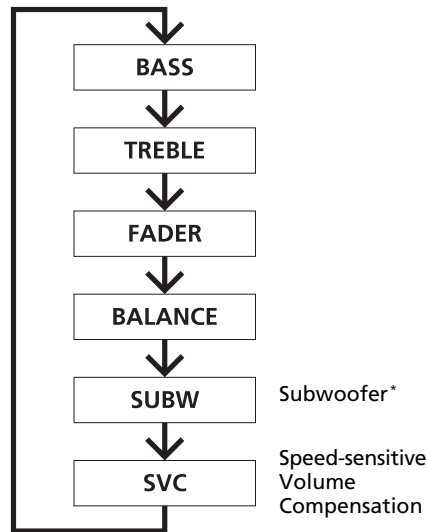 BASS
TREBLE
FADER
BALANCE
SUBW
Subwoofer*
SVC
Speed-sensitive
Volume
Compensation